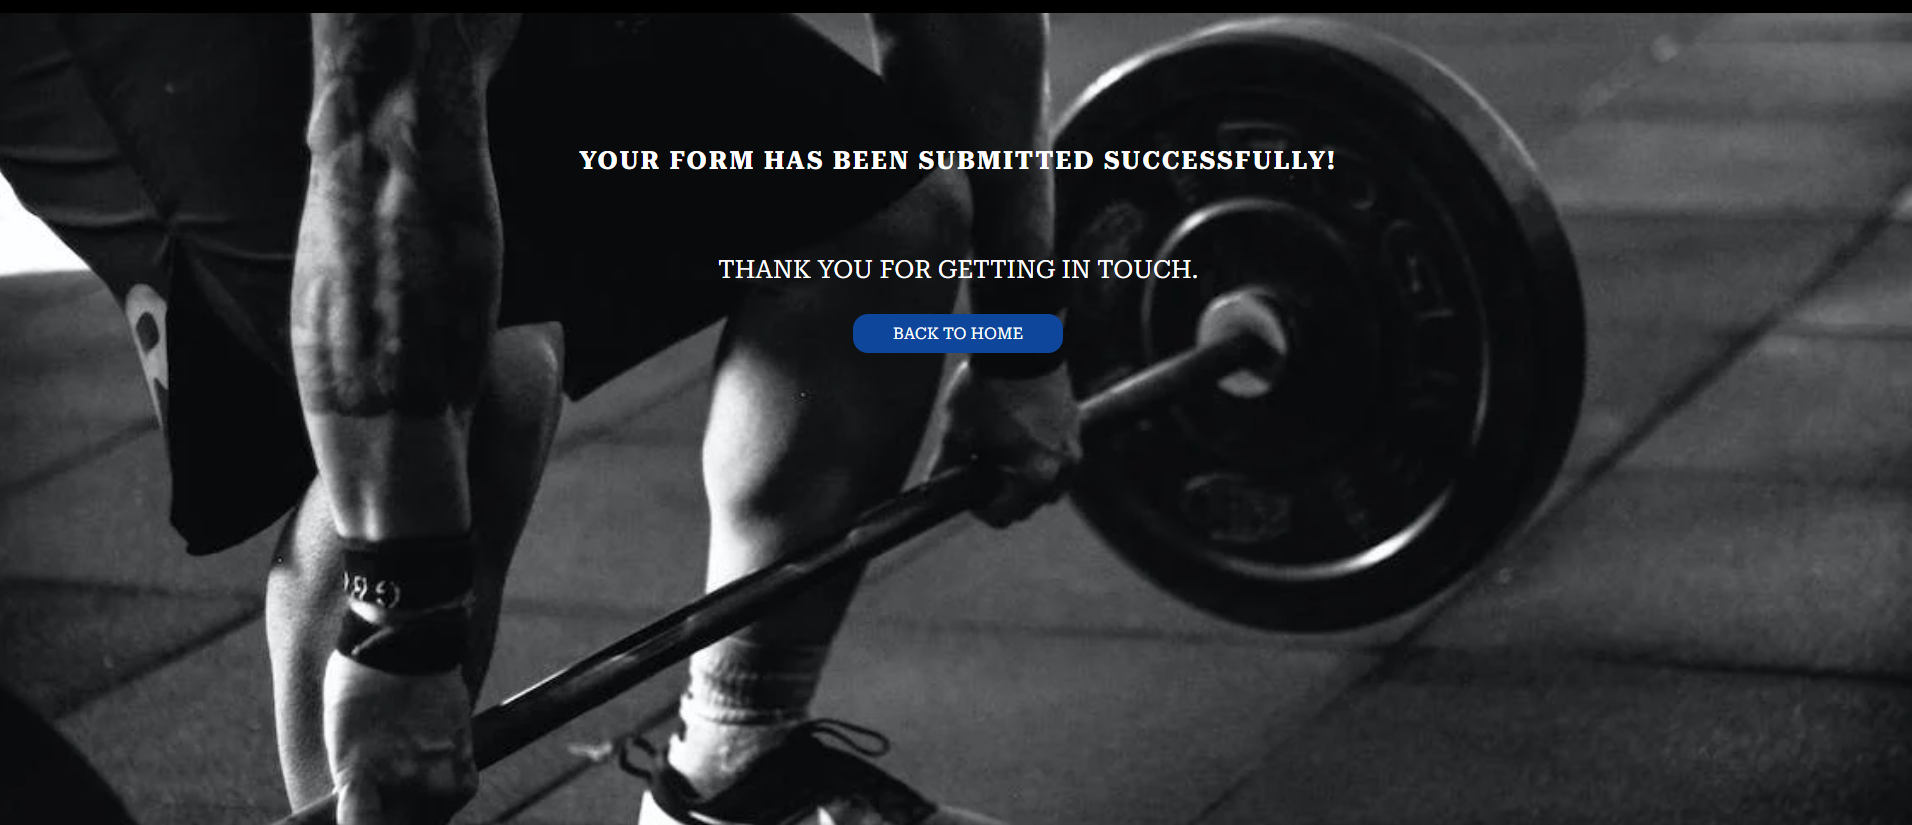 YOUR FORM HAS BEEN SUBMITTED SUCCESSFULLY!
THANK YOU FOR GETTING IN TOUCH.
BACK TO HOME